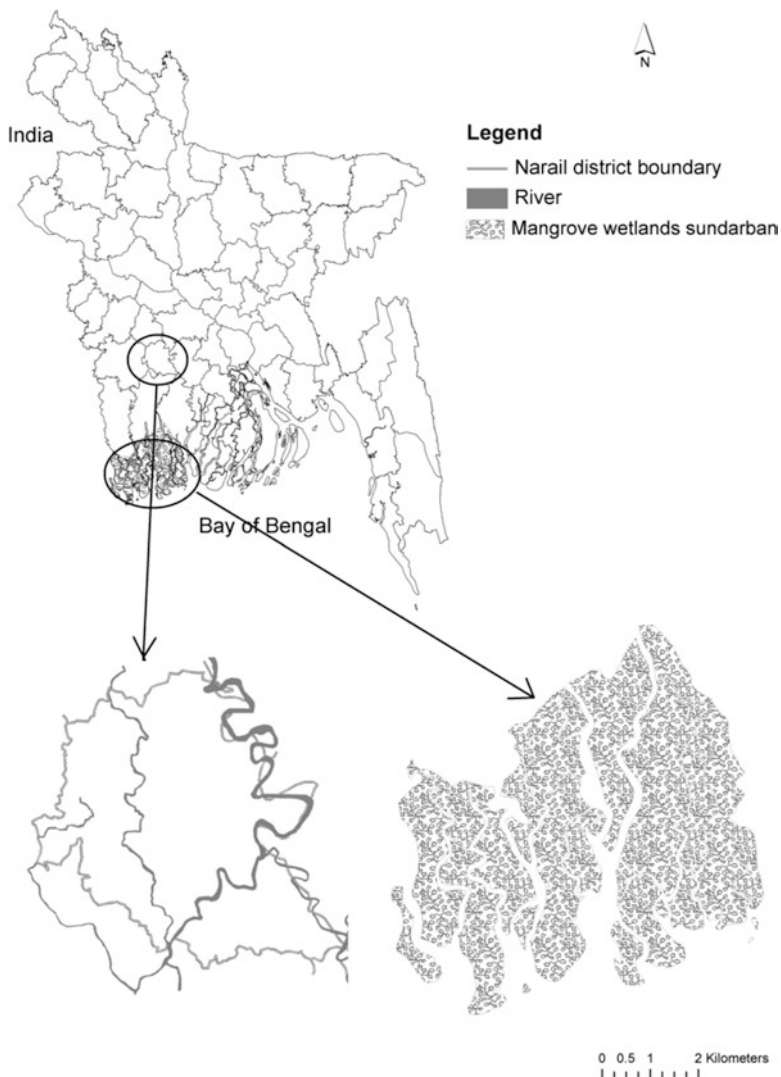 N
India
Legend
Narail district boundary
River
Mangrove wetlands sundarban
Bay of Bengal
0 0.5 1 2 Kilometers